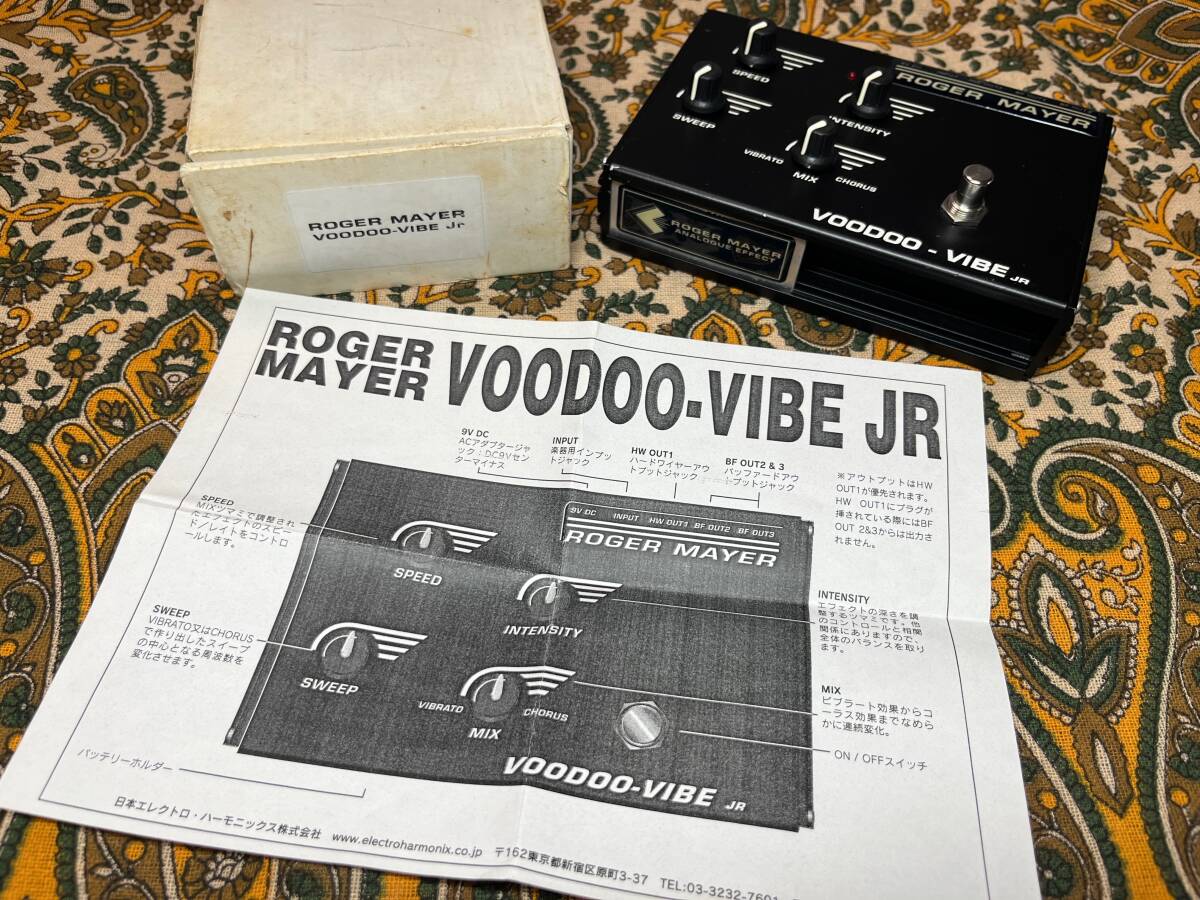 ROGER MAYER
VOODOO-VIBE Jr
SPEED
SWEEP
INTENSITY
VIBRATO
MIX
CHORUS
ROGER MAYER
VOODOO - VIBE JR
ROGER MAYER
ANALOGUE EFFECT
ROGER
MAYER
VOODOO-VIBE JR
9V DC
ACアダプタージャ
ック:DC9Vセン
ターマイナス
INPUT
楽器用インプッ
トジャック
HW OUT1
ハードワイヤーアウ
トプットジャック
BF OUT2 & 3
バッファードアウ
トプットジャック
※アウトプットはHW
OUT1が優先されます。
HW OUT1にプラグが
挿されている際にはBF
OUT 2&3からは出力さ
れません。
SPEED
MIXツマミで調整され
たエフェクトのスピー
ド/レイトをコントロ
ールします。
SWEEP
VIBRATO又はCHORUS
で作り出したスイープ
の中心となる周波数を
変化させます。
9V DC INPUT HW OUT1 BF OUT2 BF OUT3
ROGER MAYER
SPEED
INTENSITY
SWEEP
VIBRATO
CHORUS
MIX
VOODOO-VIBE JR
INTENSITY
エフェクトの深さを調
整するツマミです。他
のコントロールと相関
関係にありますので、
全体のバランスを取り
ます。
MIX
ビブラート効果からコ
ーラス効果までなめら
かに連続変化。
ON / OFFスイッチ
バッテリーホルダー
日本エレクトロ・ハーモニックス株式会社 www.electroharmonix.co.jp 〒162東京都新宿区原町3-37 TEL:03-3232-7601